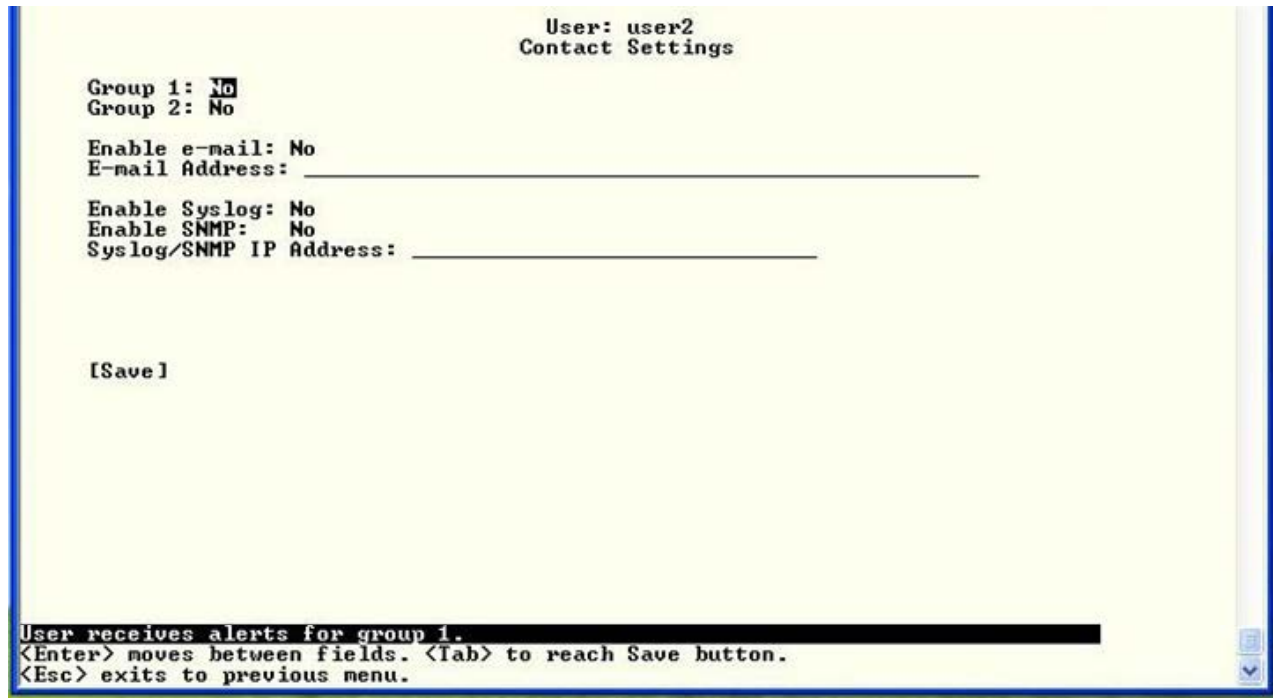 User: user2
Contact Settings
Group 1: No
Group 2: No
Enable e-mail: No
E-mail Address: ___________________________________________________
Enable Syslog: No
Enable SNMP: No
Syslog/SNMP IP Address: ______________________________
[Save]
User receives alerts for group 1.
<Enter> moves between fields. <Tab> to reach Save button.
<Esc> exits to previous menu.